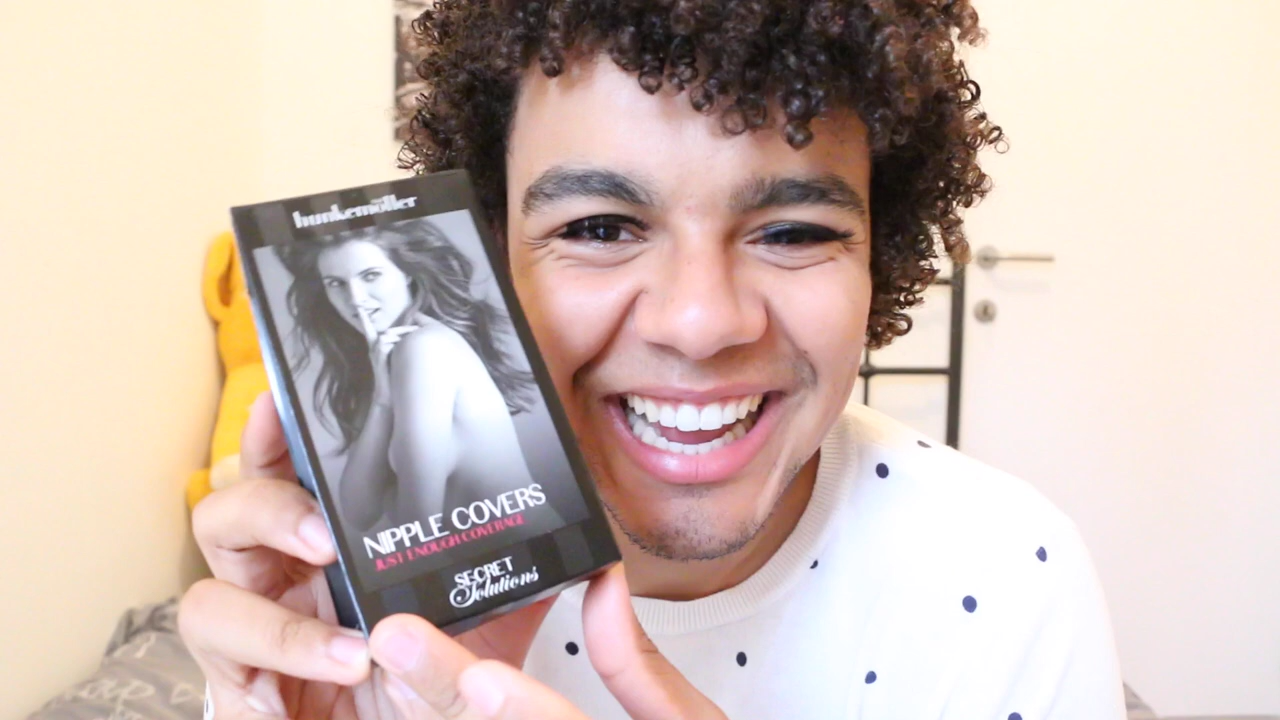 hunkemöller
NIPPLE COVERS
JUST ENOUGH COVERAGE
SECRET
Solutions